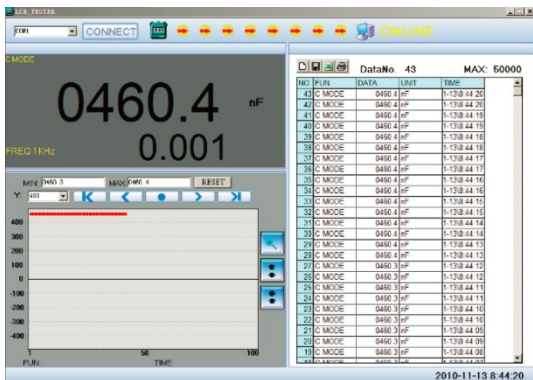 LCR_TESTER
COM1 CONNECT ONLINE
C MODE
0460.4 nF
FREQ 1 KHz 0.001
MIN: 0460.3 MAX: 0460.4 RESET
Y: 400
400
300
200
100
0
-100
-200
-300
-400
1 50 100
FUN TIME
DataNo 43 MAX: 50000
NO FUN DATA UNIT TIME
43 C MODE 0460.4 nF 1-13\8:44:20
42 C MODE 0460.4 nF 1-13\8:44:20
41 C MODE 0460.4 nF 1-13\8:44:19
40 C MODE 0460.4 nF 1-13\8:44:19
39 C MODE 0460.4 nF 1-13\8:44:18
38 C MODE 0460.4 nF 1-13\8:44:18
37 C MODE 0460.4 nF 1-13\8:44:17
36 C MODE 0460.4 nF 1-13\8:44:17
35 C MODE 0460.4 nF 1-13\8:44:16
34 C MODE 0460.4 nF 1-13\8:44:16
33 C MODE 0460.4 nF 1-13\8:44:15
32 C MODE 0460.4 nF 1-13\8:44:15
31 C MODE 0460.4 nF 1-13\8:44:14
30 C MODE 0460.4 nF 1-13\8:44:14
29 C MODE 0460.4 nF 1-13\8:44:13
28 C MODE 0460.4 nF 1-13\8:44:13
27 C MODE 0460.3 nF 1-13\8:44:12
26 C MODE 0460.3 nF 1-13\8:44:12
25 C MODE 0460.3 nF 1-13\8:44:11
24 C MODE 0460.3 nF 1-13\8:44:11
23 C MODE 0460.3 nF 1-13\8:44:10
22 C MODE 0460.3 nF 1-13\8:44:10
21 C MODE 0460.3 nF 1-13\8:44:09
20 C MODE 0460.3 nF 1-13\8:44:09
19 C MODE 0460.3 nF 1-13\8:44:08
2010-11-13 8:44:20